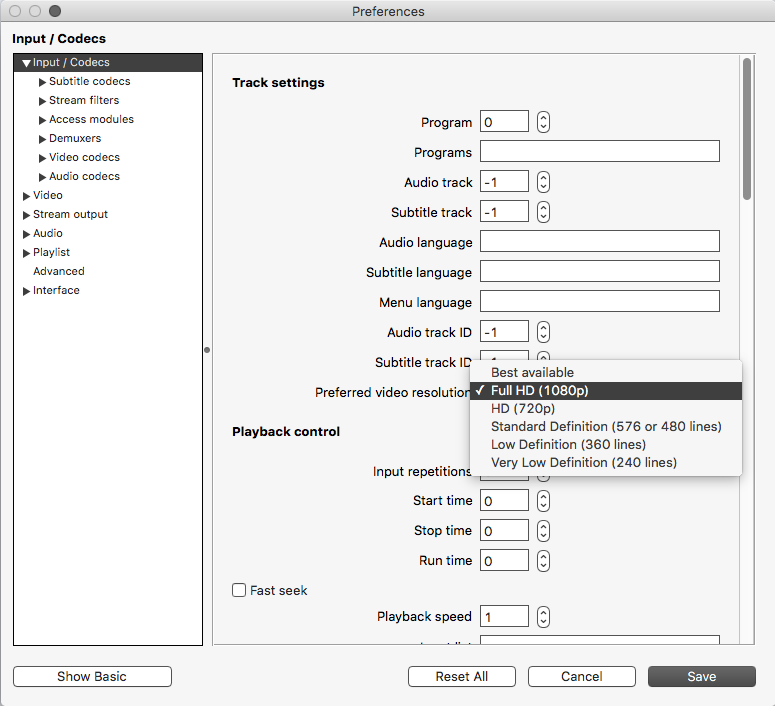 Preferences
Input / Codecs
Input / Codecs
Subtitle codecs
Stream filters
Access modules
Demuxers
Video codecs
Audio codecs
Video
Stream output
Audio
Playlist
Advanced
Interface
Track settings
Program 0
Programs
Audio track -1
Subtitle track -1
Audio language
Subtitle language
Menu language
Audio track ID -1
Subtitle track ID
Preferred video resolution
Best available
✓ Full HD (1080p)
HD (720p)
Standard Definition (576 or 480 lines)
Low Definition (360 lines)
Very Low Definition (240 lines)
Playback control
Input repetitions
Start time 0
Stop time 0
Run time 0
Fast seek
Playback speed 1
Show Basic
Reset All
Cancel
Save